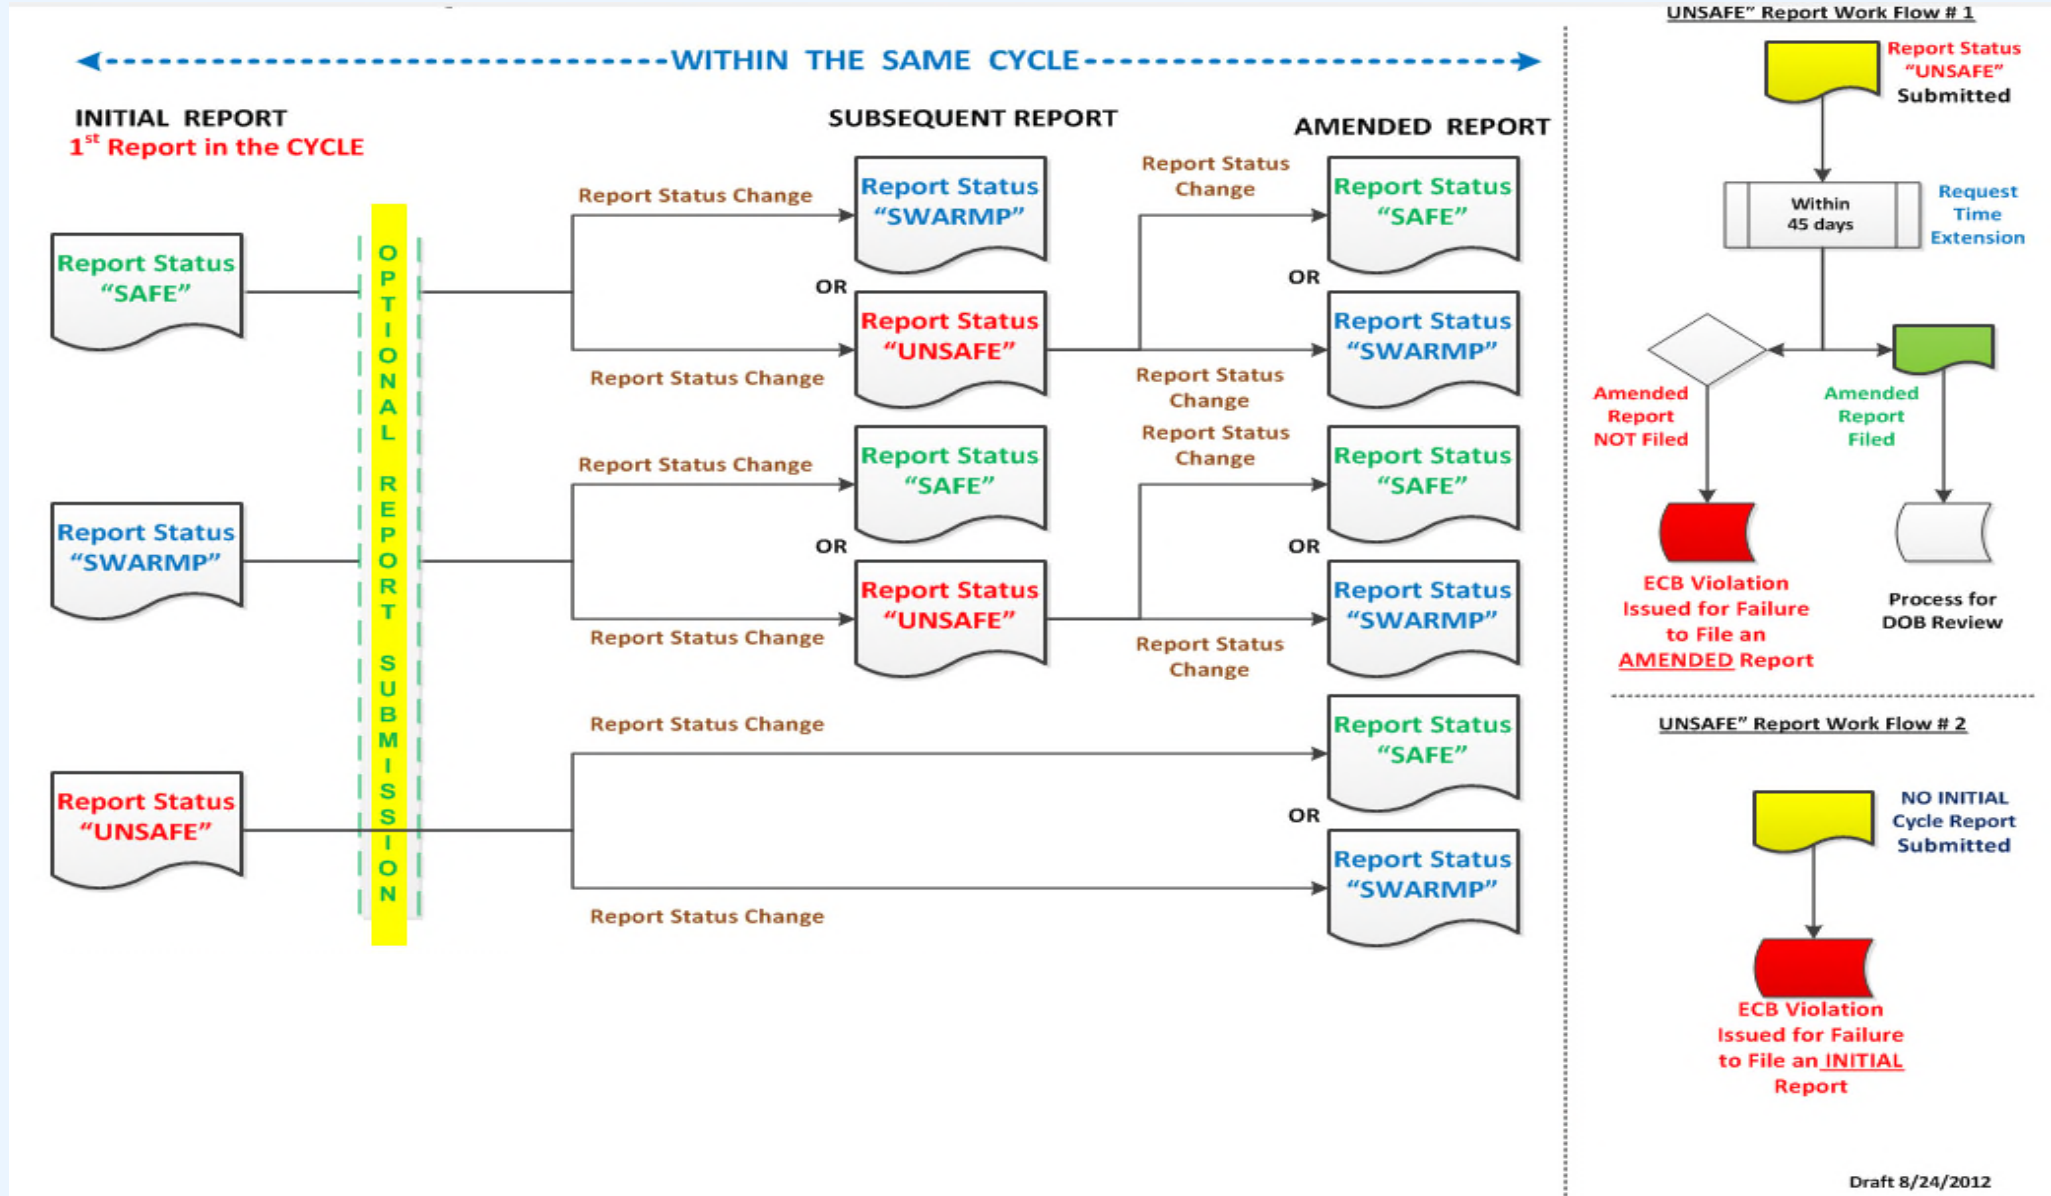 WITHIN THE SAME CYCLE
INITIAL REPORT
1st Report in the CYCLE
SUBSEQUENT REPORT
AMENDED REPORT
Report Status
"SAFE"
OPTIONAL REPORT SUBMISSION
Report Status Change
Report Status
“SWARMP”
OR
Report Status
“UNSAFE”
Report Status Change
Report Status
Change
Report Status
“SAFE”
OR
Report Status
“SWARMP”
Report Status
Change
Report Status
“SWARMP”
Report Status Change
Report Status
“SAFE”
OR
Report Status
“UNSAFE”
Report Status Change
Report Status
Change
Report Status
“SAFE”
OR
Report Status
“SWARMP”
Report Status
Change
Report Status
“UNSAFE”
Report Status Change
Report Status
“SAFE”
OR
Report Status
“SWARMP”
Report Status Change
UNSAFE” Report Work Flow # 1
Report Status
“UNSAFE”
Submitted
Within
45 days
Request
Time
Extension
Amended
Report
NOT Filed
Amended
Report
Filed
ECB Violation
Issued for Failure
to File an
AMENDED Report
Process for
DOB Review
UNSAFE” Report Work Flow # 2
NO INITIAL
Cycle Report
Submitted
ECB Violation
Issued for Failure
to File an INITIAL
Report
Draft 8/24/2012